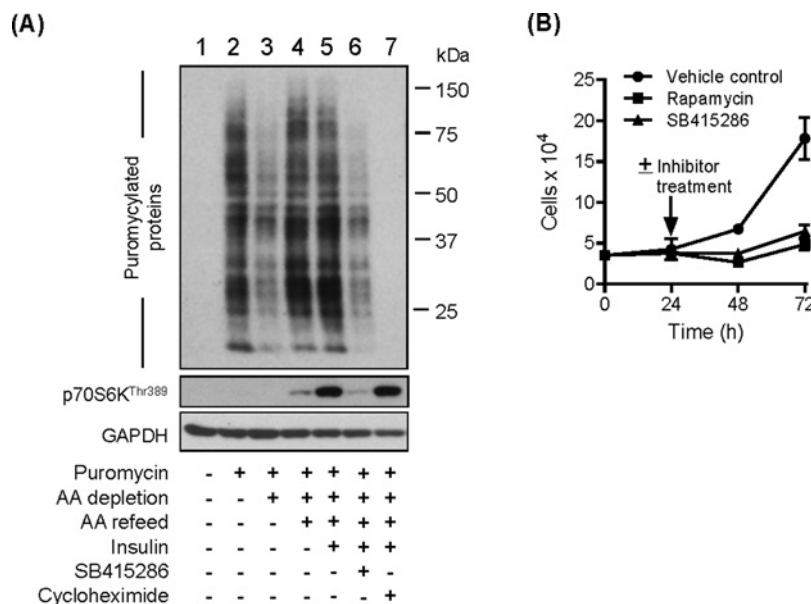 (A)
1 2 3 4 5 6 7
kDa
150
75
50
37
25
Puromycylated
proteins
p70S6K^Thr389
GAPDH
Puromycin - + + + + + +
AA depletion - - + + + + +
AA refeed - - - + + + +
Insulin - - - - + + +
SB415286 - - - - - + -
Cycloheximide - - - - - - +
(B)
Vehicle control
Rapamycin
SB415286
± Inhibitor
treatment
Cells x 10^4
25
20
15
10
5
0
0 24 48 72
Time (h)